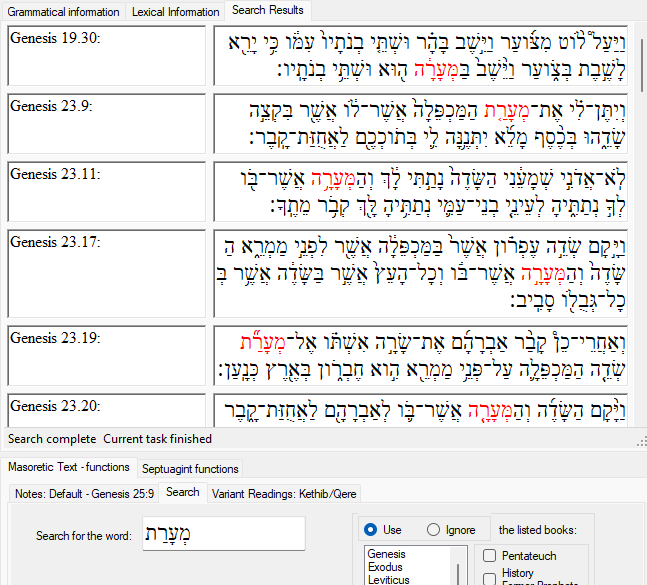 Grammatical information Lexical Information Search Results
Genesis 19.30:
וַיַּעַל֩ ל֨וֹט מִצּ֜וֹעַר וַיֵּ֣שֶׁב בָּהָ֗ר וּשְׁתֵּ֤י בְנֹתָיו֙ עִמּ֔וֹ כִּ֥י יָרֵ֖א
לָשֶׁ֣בֶת בְּצ֑וֹעַר וַיֵּ֙שֶׁב֙ בַּמְּעָרָ֔ה ה֖וּא וּשְׁתֵּ֥י בְנֹתָֽיו׃
Genesis 23.9:
וְיִתֶּן־לִ֗י אֶת־מְעָרַ֤ת הַמַּכְפֵּלָה֙ אֲשֶׁר־ל֔וֹ אֲשֶׁ֖ר בִּקְצֵ֣ה
שָׂדֵ֑הוּ בְּכֶ֨סֶף מָלֵ֜א יִתְּנֶ֥נָּה לִ֛י בְּתוֹכְכֶ֖ם לַאֲחֻזַּת־קָֽבֶר׃
Genesis 23.11:
לֹֽא־אֲדֹנִ֣י שְׁמָעֵ֔נִי הַשָּׂדֶה֙ נָתַ֣תִּי לָ֔ךְ וְהַמְּעָרָ֥ה אֲשֶׁר־בּ֖וֹ
לְךָ֣ נְתַתִּ֑יהָ לְעֵינֵ֧י בְנֵי־עַמִּ֛י נְתַתִּ֥יהָ לָּ֖ךְ קְבֹ֥ר מֵתֶֽךָ׃
Genesis 23.17:
וַיָּ֣קָם שְׂדֵ֣ה עֶפְר֗וֹן אֲשֶׁר֙ בַּמַּכְפֵּלָ֔ה אֲשֶׁ֖ר לִפְנֵ֣י מַמְרֵ֑א הַ
שָּׂדֶה֙ וְהַמְּעָרָ֣ה אֲשֶׁר־בּ֔וֹ וְכָל־הָעֵץ֙ אֲשֶׁ֣ר בַּשָּׂדֶ֔ה אֲשֶׁ֥ר בְּ
כָל־גְּבֻל֖וֹ סָבִֽיב׃
Genesis 23.19:
וְאַחֲרֵי־כֵן֩ קָבַ֨ר אַבְרָהָ֜ם אֶת־שָׂרָ֣ה אִשְׁתּ֗וֹ אֶל־מְעָרַ֞ת
שְׂדֵ֧ה הַמַּכְפֵּלָ֛ה עַל־פְּנֵ֥י מַמְרֵ֖א הִ֣וא חֶבְר֑וֹן בְּאֶ֖רֶץ כְּנָֽעַן׃
Genesis 23.20:
וַיָּ֨קָם הַשָּׂדֶ֜ה וְהַמְּעָרָ֧ה אֲשֶׁר־בּ֛וֹ לְאַבְרָהָ֖ם לַאֲחֻזַּת־קָ֑בֶר
Search complete Current task finished
Masoretic Text - functions Septuagint functions
Notes: Default - Genesis 25:9 Search Variant Readings: Kethib/Qere
Search for the word: מְעָרַת Use Ignore the listed books:
Genesis
Exodus
Leviticus
Pentateuch
History
Former Prophets